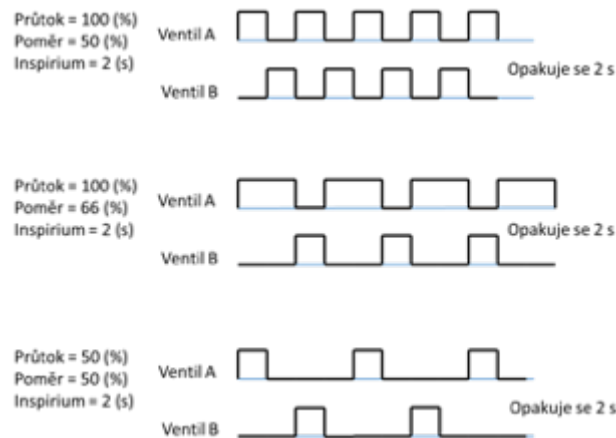 Průtok = 100 (%)
Poměr = 50 (%)
Inspirium = 2 (s)
Ventil A
Ventil B
Opakuje se 2 s
Průtok = 100 (%)
Poměr = 66 (%)
Inspirium = 2 (s)
Ventil A
Ventil B
Opakuje se 2 s
Průtok = 50 (%)
Poměr = 50 (%)
Inspirium = 2 (s)
Ventil A
Ventil B
Opakuje se 2 s